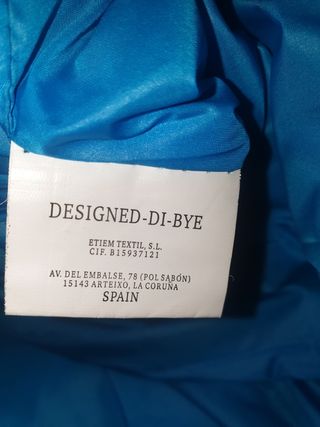 DESIGNED-DI-BYE
ETIEM TEXTIL, S.L.
CIF. B15937121
AV. DEL EMBALSE, 78 (POL SABÓN)
15143 ARTEIXO, LA CORUÑA
SPAIN